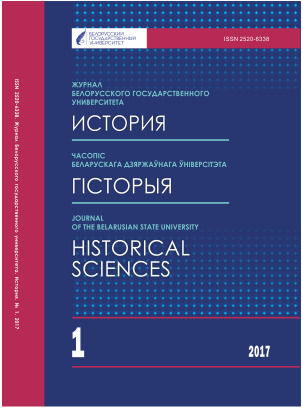 БЕЛОРУССКИЙ
ГОСУДАРСТВЕННЫЙ
УНИВЕРСИТЕТ
ISSN 2520-6338
ЖУРНАЛ
БЕЛОРУССКОГО ГОСУДАРСТВЕННОГО
УНИВЕРСИТЕТА
ИСТОРИЯ
ЧАСОПІС
БЕЛАРУСКАГА ДЗЯРЖАЎНАГА ЎНІВЕРСІТЭТА
ГІСТОРЫЯ
JOURNAL
OF THE BELARUSIAN STATE UNIVERSITY
HISTORICAL
SCIENCES
1
2017
ISSN 2520-6338 Журнал Белорусского государственного университета. История. № 1. 2017